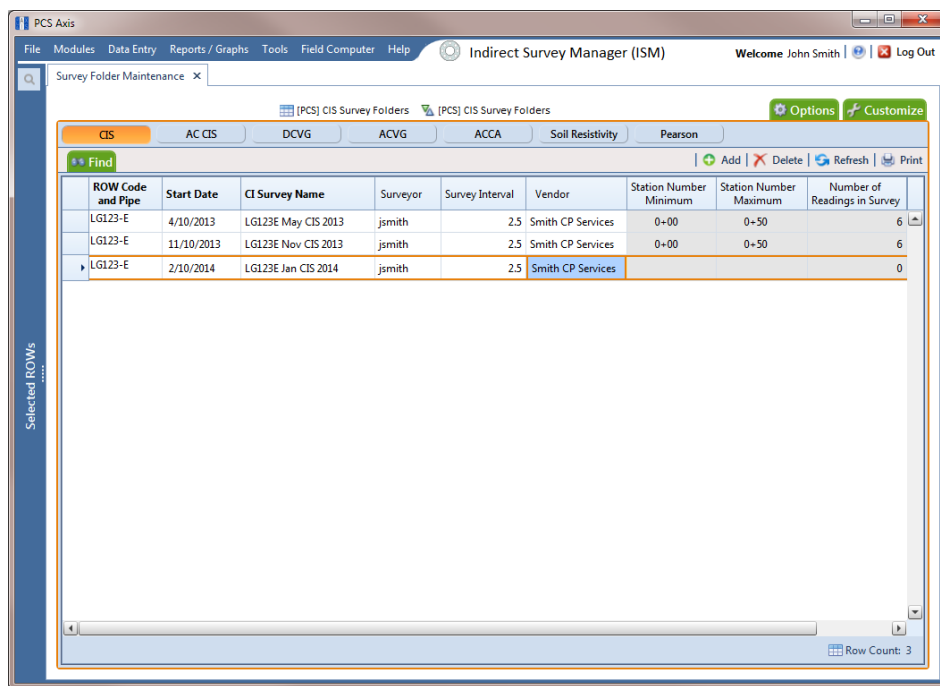 PCS Axis
File Modules Data Entry Reports / Graphs Tools Field Computer Help Indirect Survey Manager (ISM) Welcome John Smith Log Out
Survey Folder Maintenance X
[PCS] CIS Survey Folders [PCS] CIS Survey Folders Options Customize
CIS AC CIS DCVG ACVG ACCA Soil Resistivity Pearson
Find Add Delete Refresh Print
ROW Code and Pipe Start Date CI Survey Name Surveyor Survey Interval Vendor Station Number Minimum Station Number Maximum Number of Readings in Survey
LG123-E 4/10/2013 LG123E May CIS 2013 jsmith 2.5 Smith CP Services 0+00 0+50 6
LG123-E 11/10/2013 LG123E Nov CIS 2013 jsmith 2.5 Smith CP Services 0+00 0+50 6
LG123-E 2/10/2014 LG123E Jan CIS 2014 jsmith 2.5 Smith CP Services 0
Selected ROWs
Row Count: 3